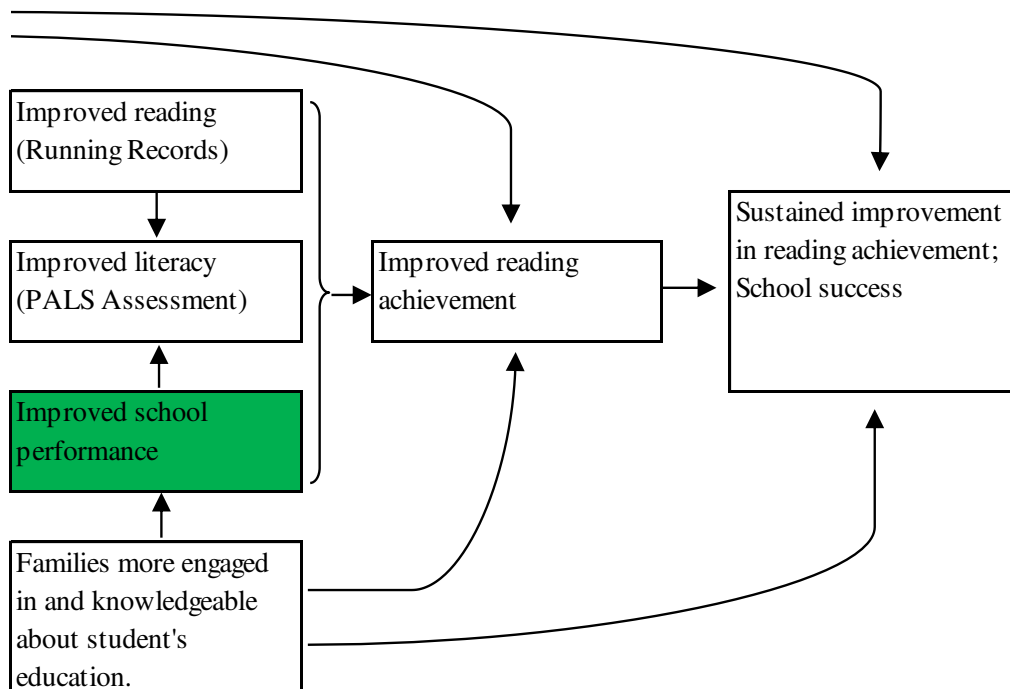 Improved reading
(Running Records)
Improved literacy
(PALS Assessment)
Improved school
performance
Families more engaged
in and knowledgeable
about student's
education.
Improved reading
achievement
Sustained improvement
in reading achievement;
School success